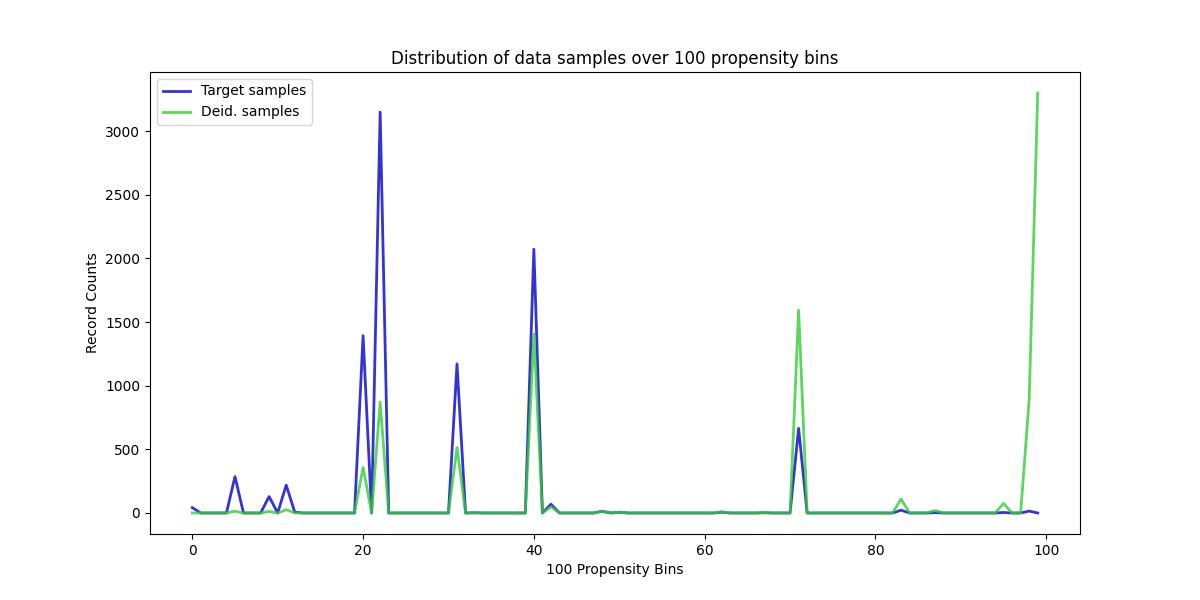 Distribution of data samples over 100 propensity bins
Target samples
Deid. samples
3000
2500
2000
1500
1000
500
0
Record Counts
0 20 40 60 80 100
100 Propensity Bins